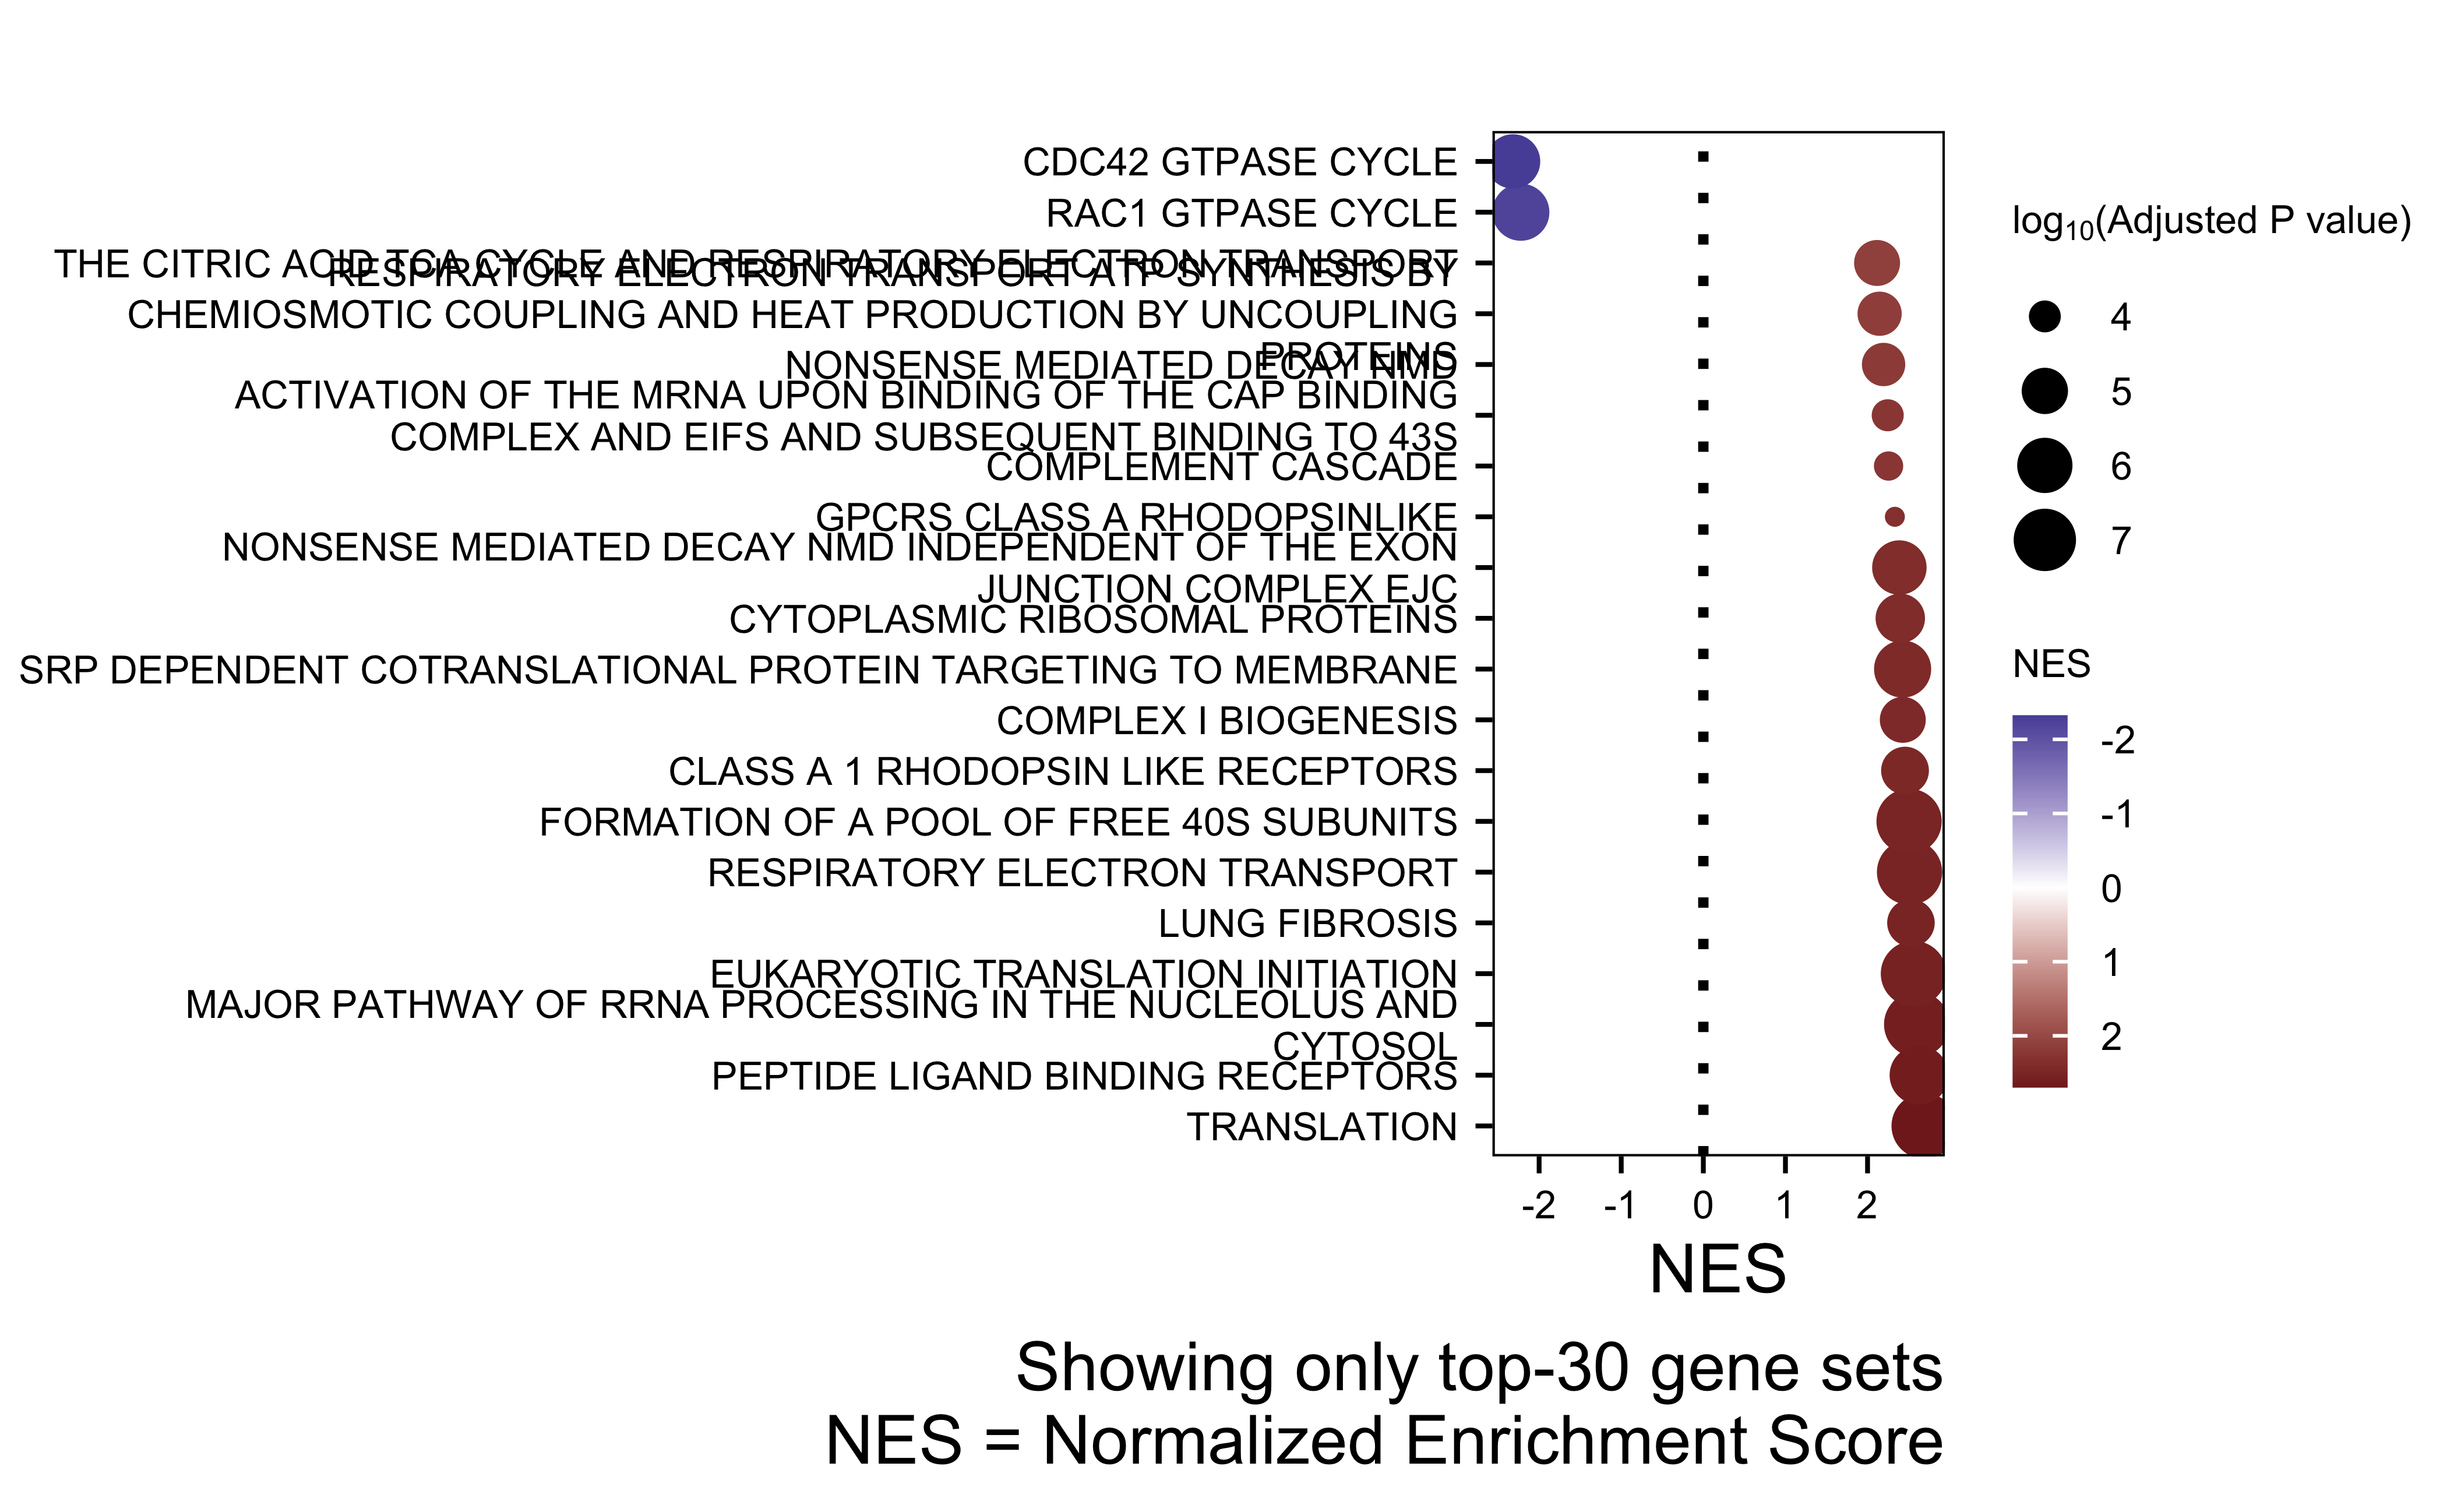 CDC42 GTPASE CYCLE
RAC1 GTPASE CYCLE
THE CITRIC ACID TCA CYCLE AND RESPIRATORY ELECTRON TRANSPORT
RESPIRATORY ELECTRON TRANSPORT ATP SYNTHESIS BY
CHEMIOSMOTIC COUPLING AND HEAT PRODUCTION BY UNCOUPLING
PROTEINS
NONSENSE MEDIATED DECAY NMD
ACTIVATION OF THE MRNA UPON BINDING OF THE CAP BINDING
COMPLEX AND EIFS AND SUBSEQUENT BINDING TO 43S
COMPLEMENT CASCADE
GPCRS CLASS A RHODOPSINLIKE
NONSENSE MEDIATED DECAY NMD INDEPENDENT OF THE EXON
JUNCTION COMPLEX EJC
CYTOPLASMIC RIBOSOMAL PROTEINS
SRP DEPENDENT COTRANSLATIONAL PROTEIN TARGETING TO MEMBRANE
COMPLEX I BIOGENESIS
CLASS A 1 RHODOPSIN LIKE RECEPTORS
FORMATION OF A POOL OF FREE 40S SUBUNITS
RESPIRATORY ELECTRON TRANSPORT
LUNG FIBROSIS
EUKARYOTIC TRANSLATION INITIATION
MAJOR PATHWAY OF RRNA PROCESSING IN THE NUCLEOLUS AND
CYTOSOL
PEPTIDE LIGAND BINDING RECEPTORS
TRANSLATION
-2 -1 0 1 2
NES
Showing only top-30 gene sets
NES = Normalized Enrichment Score
log10(Adjusted P value)
4
5
6
7
NES
-2
-1
0
1
2